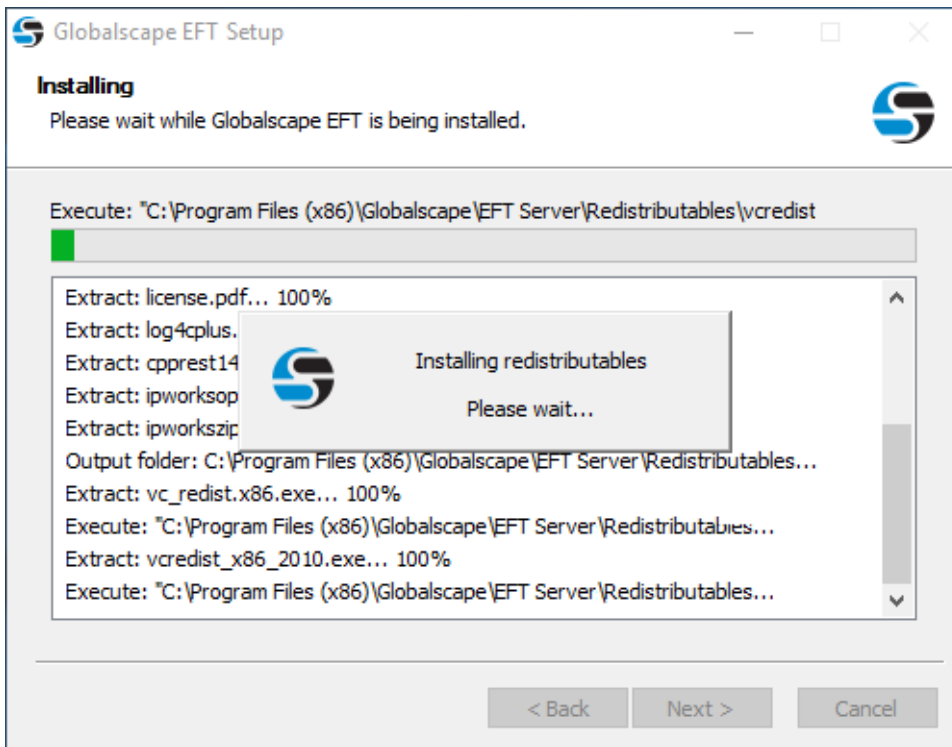 Globalscape EFT Setup
Installing
Please wait while Globalscape EFT is being installed.
Execute: "C:\Program Files (x86)\Globalscape\EFT Server\Redistributables\vcredist
Extract: license.pdf... 100%
Extract: log4cplus.
Extract: cpprest14
Extract: ipworksop
Extract: ipworkszip
Installing redistributables
Please wait...
Output folder: C:\Program Files (x86)\Globalscape\EFT Server\Redistributables...
Extract: vc_redist.x86.exe... 100%
Execute: "C:\Program Files (x86)\Globalscape\EFT Server\Redistributables...
Extract: vcredist_x86_2010.exe... 100%
Execute: "C:\Program Files (x86)\Globalscape\EFT Server\Redistributables...
< Back
Next >
Cancel